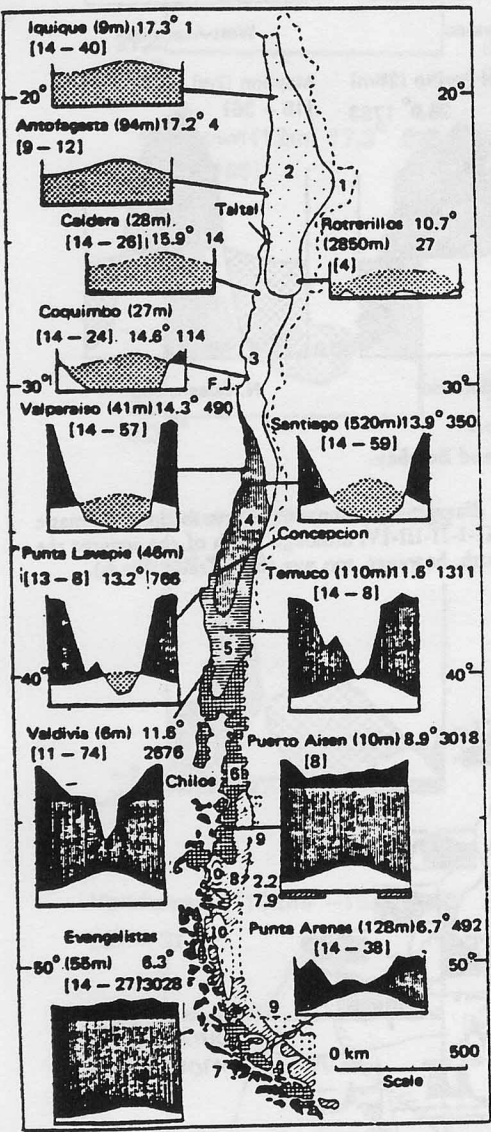 Iquique (9m) 17.3° 1
[14 – 40]
20°
20°
Antofagasta (94m) 17.2° 4
[9 – 12]
2
1
Taltal
Caldera (28m)
[14 – 26] 15.9° 14
Rotrerillos 10.7°
(2850m) 27
[4]
Coquimbo (27m)
[14 – 24]. 14.6° 114
3
30°
F.J.
30°
Valparaiso (41m) 14.3° 490
[14 – 57]
Santiago (520m) 13.9° 350
[14 – 59]
4
Concepcion
Punta Lavapie (46m)
[13 – 8] 13.2° 766
Temuco (110m) 11.6° 1311
[14 – 8]
5
40°
40°
Valdivia (6m) 11.6°
[11 – 74] 2676
Puerto Aisen (10m) 8.9° 3018
[8]
Chiloe
6
9
8
2.2
7.9
10
Evangelistas
(55m) 6.3°
[14 – 27] 3028
Punta Arenas (128m) 6.7° 492
[14 – 38]
50°
50°
9
7
0 km 500
Scale